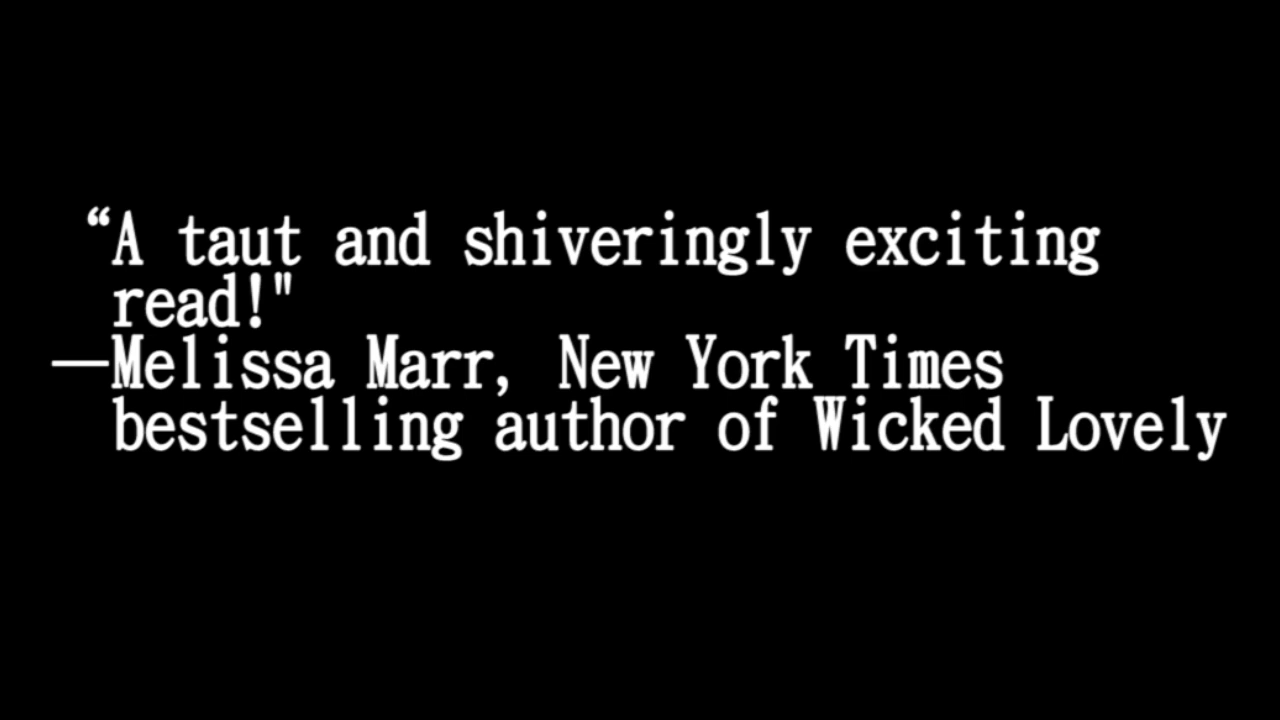 “A taut and shiveringly exciting
read!"
—Melissa Marr, New York Times
bestselling author of Wicked Lovely